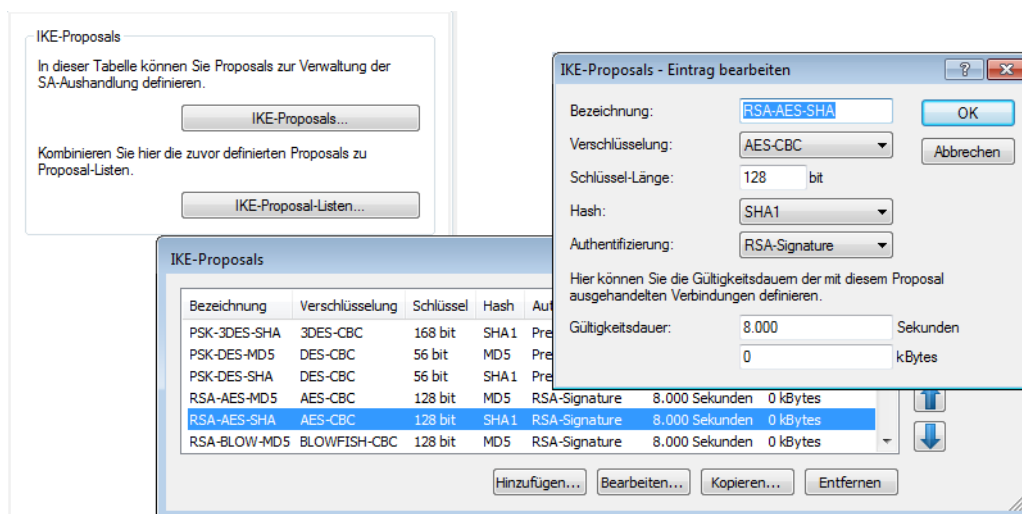 IKE-Proposals
In dieser Tabelle können Sie Proposals zur Verwaltung der
SA-Aushandlung definieren.
IKE-Proposals...
Kombinieren Sie hier die zuvor definierten Proposals zu
Proposal-Listen.
IKE-Proposal-Listen...
IKE-Proposals - Eintrag bearbeiten
Bezeichnung: RSA-AES-SHA OK
Verschlüsselung: AES-CBC Abbrechen
Schlüssel-Länge: 128 bit
Hash: SHA1
Authentifizierung: RSA-Signature
Hier können Sie die Gültigkeitsdauern der mit diesem Proposal
ausgehandelten Verbindungen definieren.
Gültigkeitsdauer: 8.000 Sekunden
0 kBytes
IKE-Proposals
Bezeichnung Verschlüsselung Schlüssel Hash Aut
PSK-3DES-SHA 3DES-CBC 168 bit SHA1 Pre
PSK-DES-MD5 DES-CBC 56 bit MD5 Pre
PSK-DES-SHA DES-CBC 56 bit SHA1 Pre
RSA-AES-MD5 AES-CBC 128 bit MD5 RSA-Signature 8.000 Sekunden 0 kBytes
RSA-AES-SHA AES-CBC 128 bit SHA1 RSA-Signature 8.000 Sekunden 0 kBytes
RSA-BLOW-MD5 BLOWFISH-CBC 128 bit MD5 RSA-Signature 8.000 Sekunden 0 kBytes
Hinzufügen... Bearbeiten... Kopieren... Entfernen